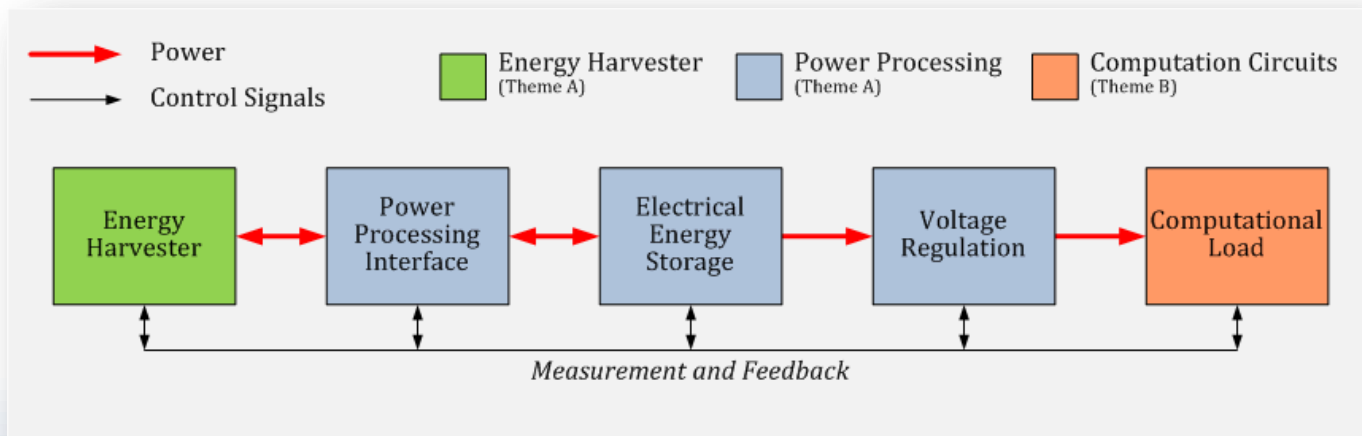 Power
Control Signals
Energy Harvester
(Theme A)
Power Processing
(Theme A)
Computation Circuits
(Theme B)
Energy
Harvester
Power
Processing
Interface
Electrical
Energy
Storage
Voltage
Regulation
Computational
Load
Measurement and Feedback